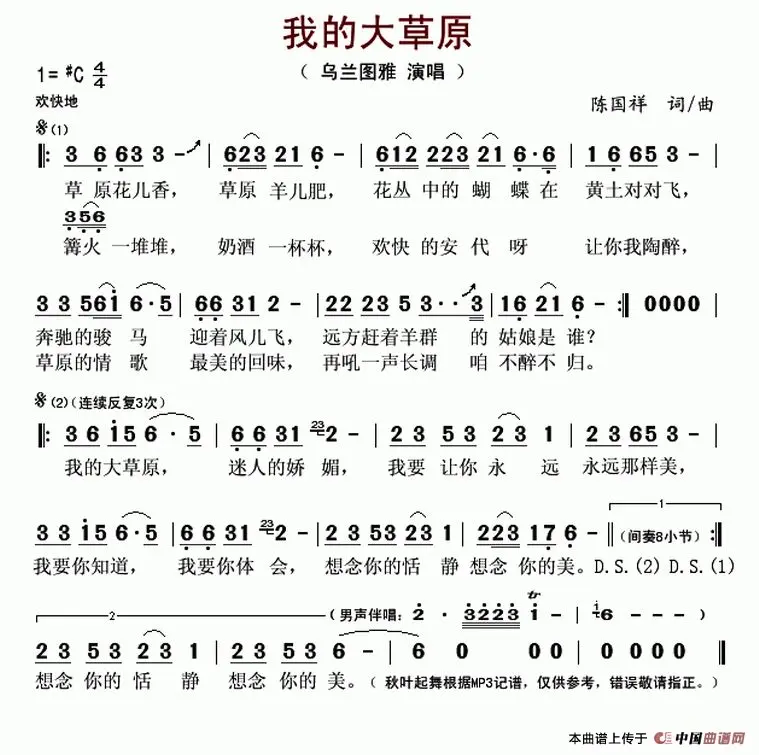 我的大草原
1=♯C 4/4
（ 乌兰图雅 演唱 ）
欢快地
陈国祥 词/曲
𝄋(1)
‖: 3 6 63 3 - | 623 21 6 - | 612 223 21 6·6 | 1 6 65 3 - |
草 原花儿香， 草原 羊儿肥， 花丛 中的 蝴 蝶在 黄土对对飞，
356
篝火 一堆堆， 奶酒 一杯杯， 欢快 的安 代 呀 让你我陶醉，
3 3 561 6·5 | 66 31 2 - | 22 23 5 3··3 | 16 21 6 - :‖ 0000
奔驰的骏 马 迎着风儿飞， 远方赶着羊群 的 姑娘是 谁？
草原的情 歌 最美的回味， 再吼一声长调 咱 不醉不 归。
𝄋(2)（连续反复3次）
‖: 3 6 15 6 · 5 | 6 6 31 23 2 - | 2 3 53 2 3 1 | 2 3 65 3 - |
我的大草原， 迷人的娇 媚， 我要 让你 永 远 永远那样美，
3 3 15 6·5 | 6 6 31 23 2 - | 2 3 53 23 1 | 223 17 6 - ‖ （间奏8小节） :‖
1
我要你知道， 我要你体 会， 想念你的恬 静 想念 你的美。D.S.(2) D.S.(1)
2
（男声伴唱： 2 · 3223 1 - | 1 6 - - ）
2 3 5 3 2 3 1 | 2 3 5 3 6 - | 6 0 0 0 | 0 0 0 0 ‖
想念 你的 恬 静 想念 你的 美。（ 秋叶起舞根据MP3记谱，仅供参考，错误敬请指正。）
本曲谱上传于 中国曲谱网